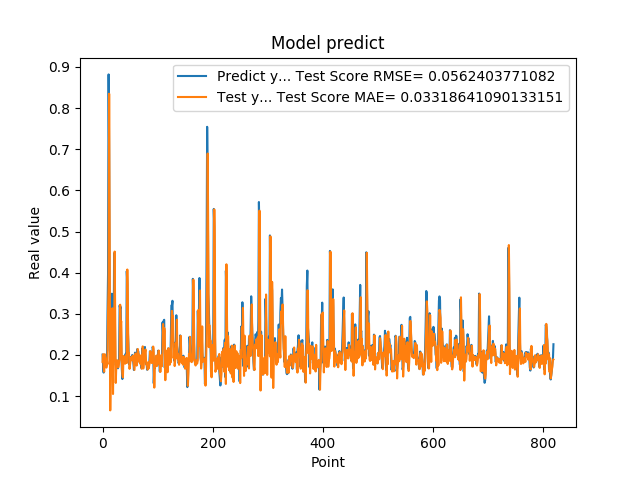 Model predict
Predict y... Test Score RMSE= 0.0562403771082
Test y... Test Score MAE= 0.03318641090133151
Real value
0.9
0.8
0.7
0.6
0.5
0.4
0.3
0.2
0.1
0 200 400 600 800
Point